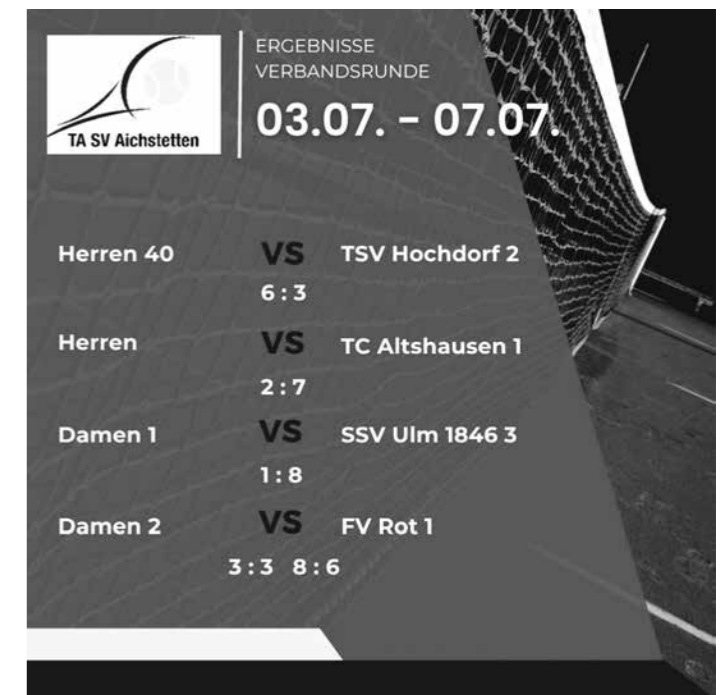 TA SV Aichstetten
ERGEBNISSE
VERBANDSRUNDE
03.07. - 07.07.
Herren 40 VS TSV Hochdorf 2
6 : 3
Herren VS TC Altshausen 1
2 : 7
Damen 1 VS SSV Ulm 1846 3
1 : 8
Damen 2 VS FV Rot 1
3 : 3 8 : 6